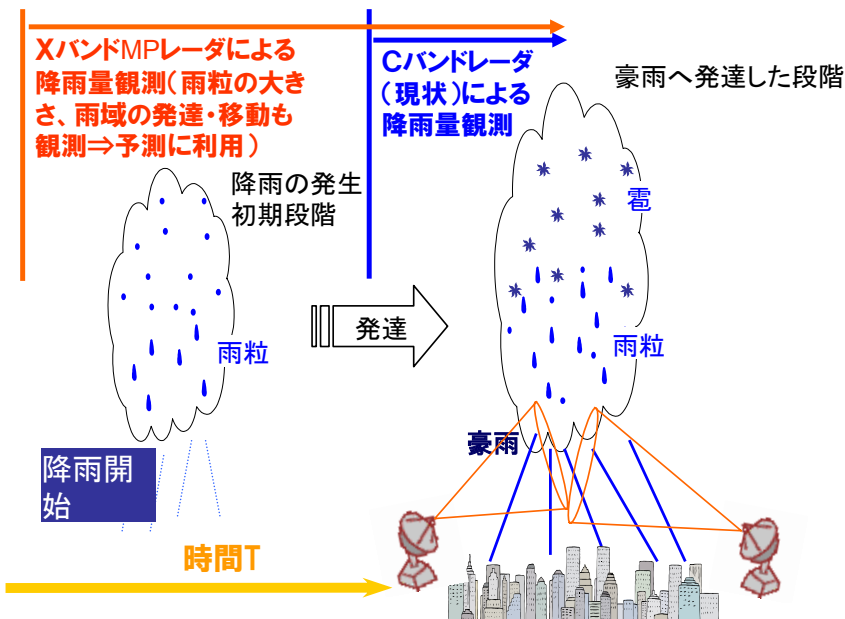 XバンドMPレーダによる
降雨量観測（雨粒の大き
さ、雨域の発達・移動も
観測⇒予測に利用）
Cバンドレーダ
（現状）による
降雨量観測
豪雨へ発達した段階
降雨の発生
初期段階
雹
発達
雨粒
雨粒
豪雨
降雨開
始
時間T